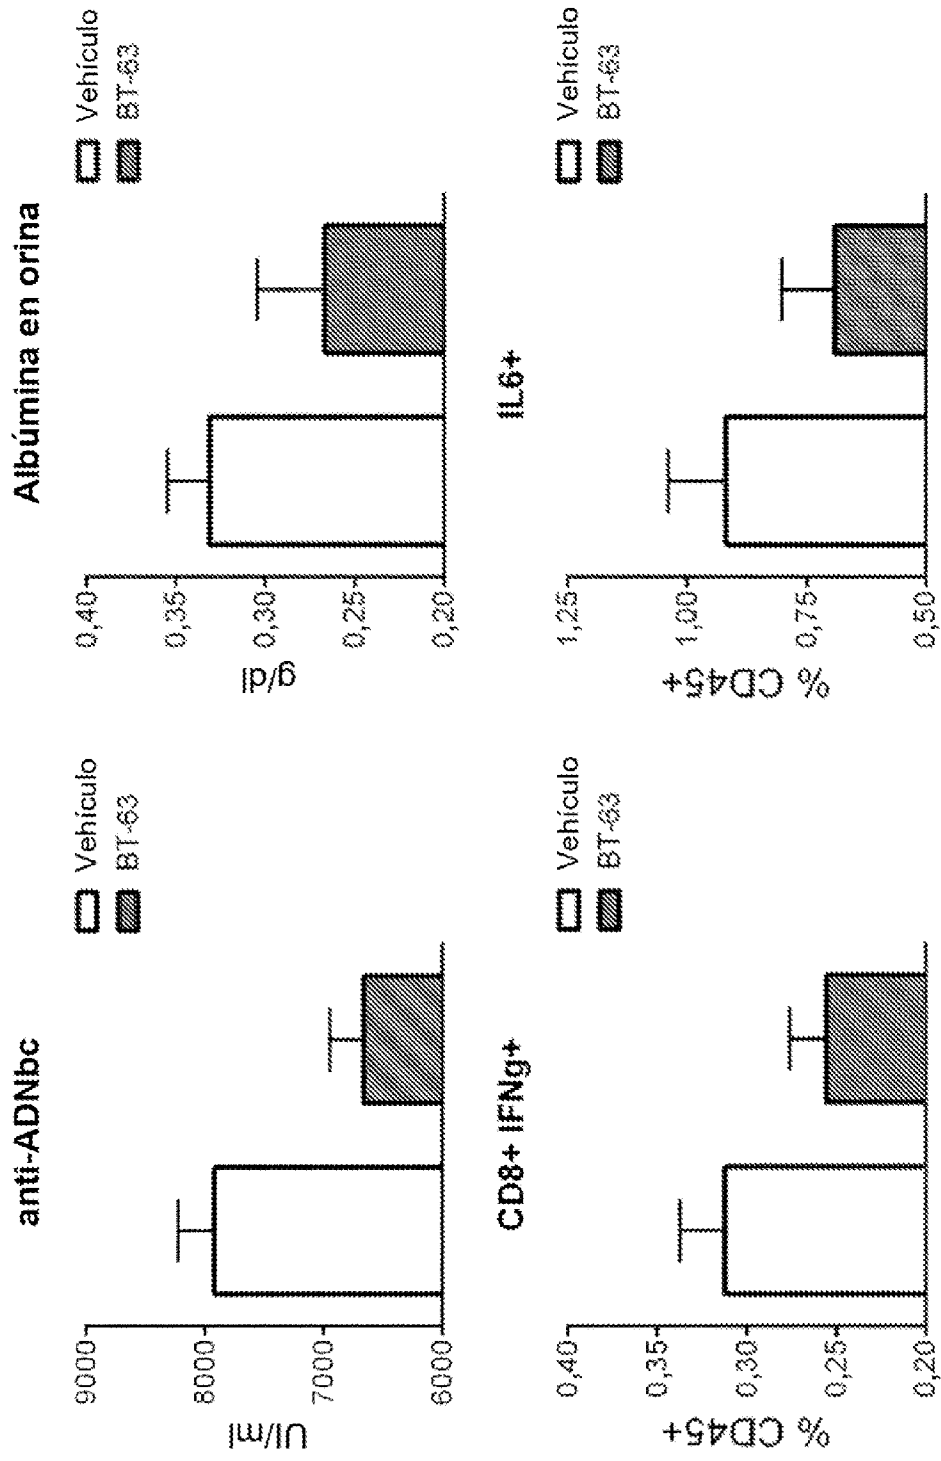 anti-ADNbc
UI/ml
9000
8000
7000
6000
Vehículo
BT-63
Albúmina en orina
g/dl
0,40
0,35
0,30
0,25
0,20
Vehículo
BT-63
CD8+ IFNg+
% CD45+
0,40
0,35
0,30
0,25
0,20
Vehículo
BT-63
IL6+
% CD45+
1,25
1,00
0,75
0,50
Vehículo
BT-63